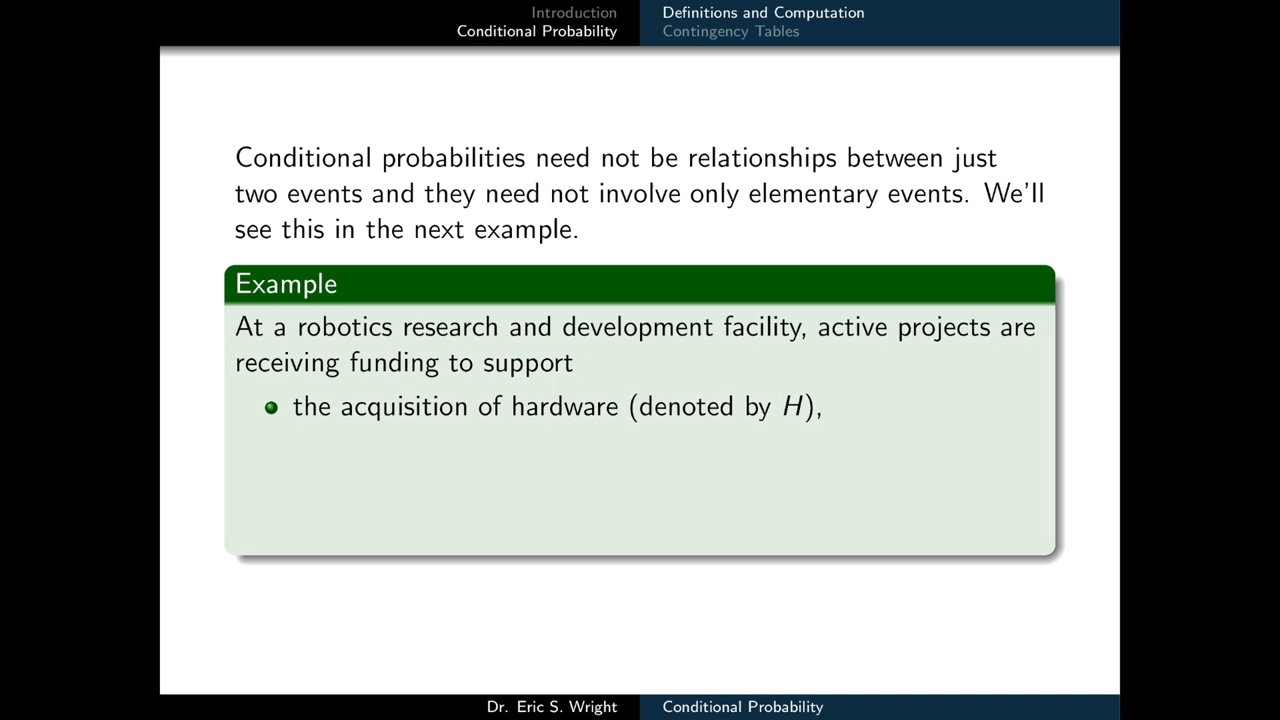 Introduction
Conditional Probability
Definitions and Computation
Contingency Tables
Conditional probabilities need not be relationships between just
two events and they need not involve only elementary events. We'll
see this in the next example.
Example
At a robotics research and development facility, active projects are
receiving funding to support
the acquisition of hardware (denoted by H),
Dr. Eric S. Wright
Conditional Probability